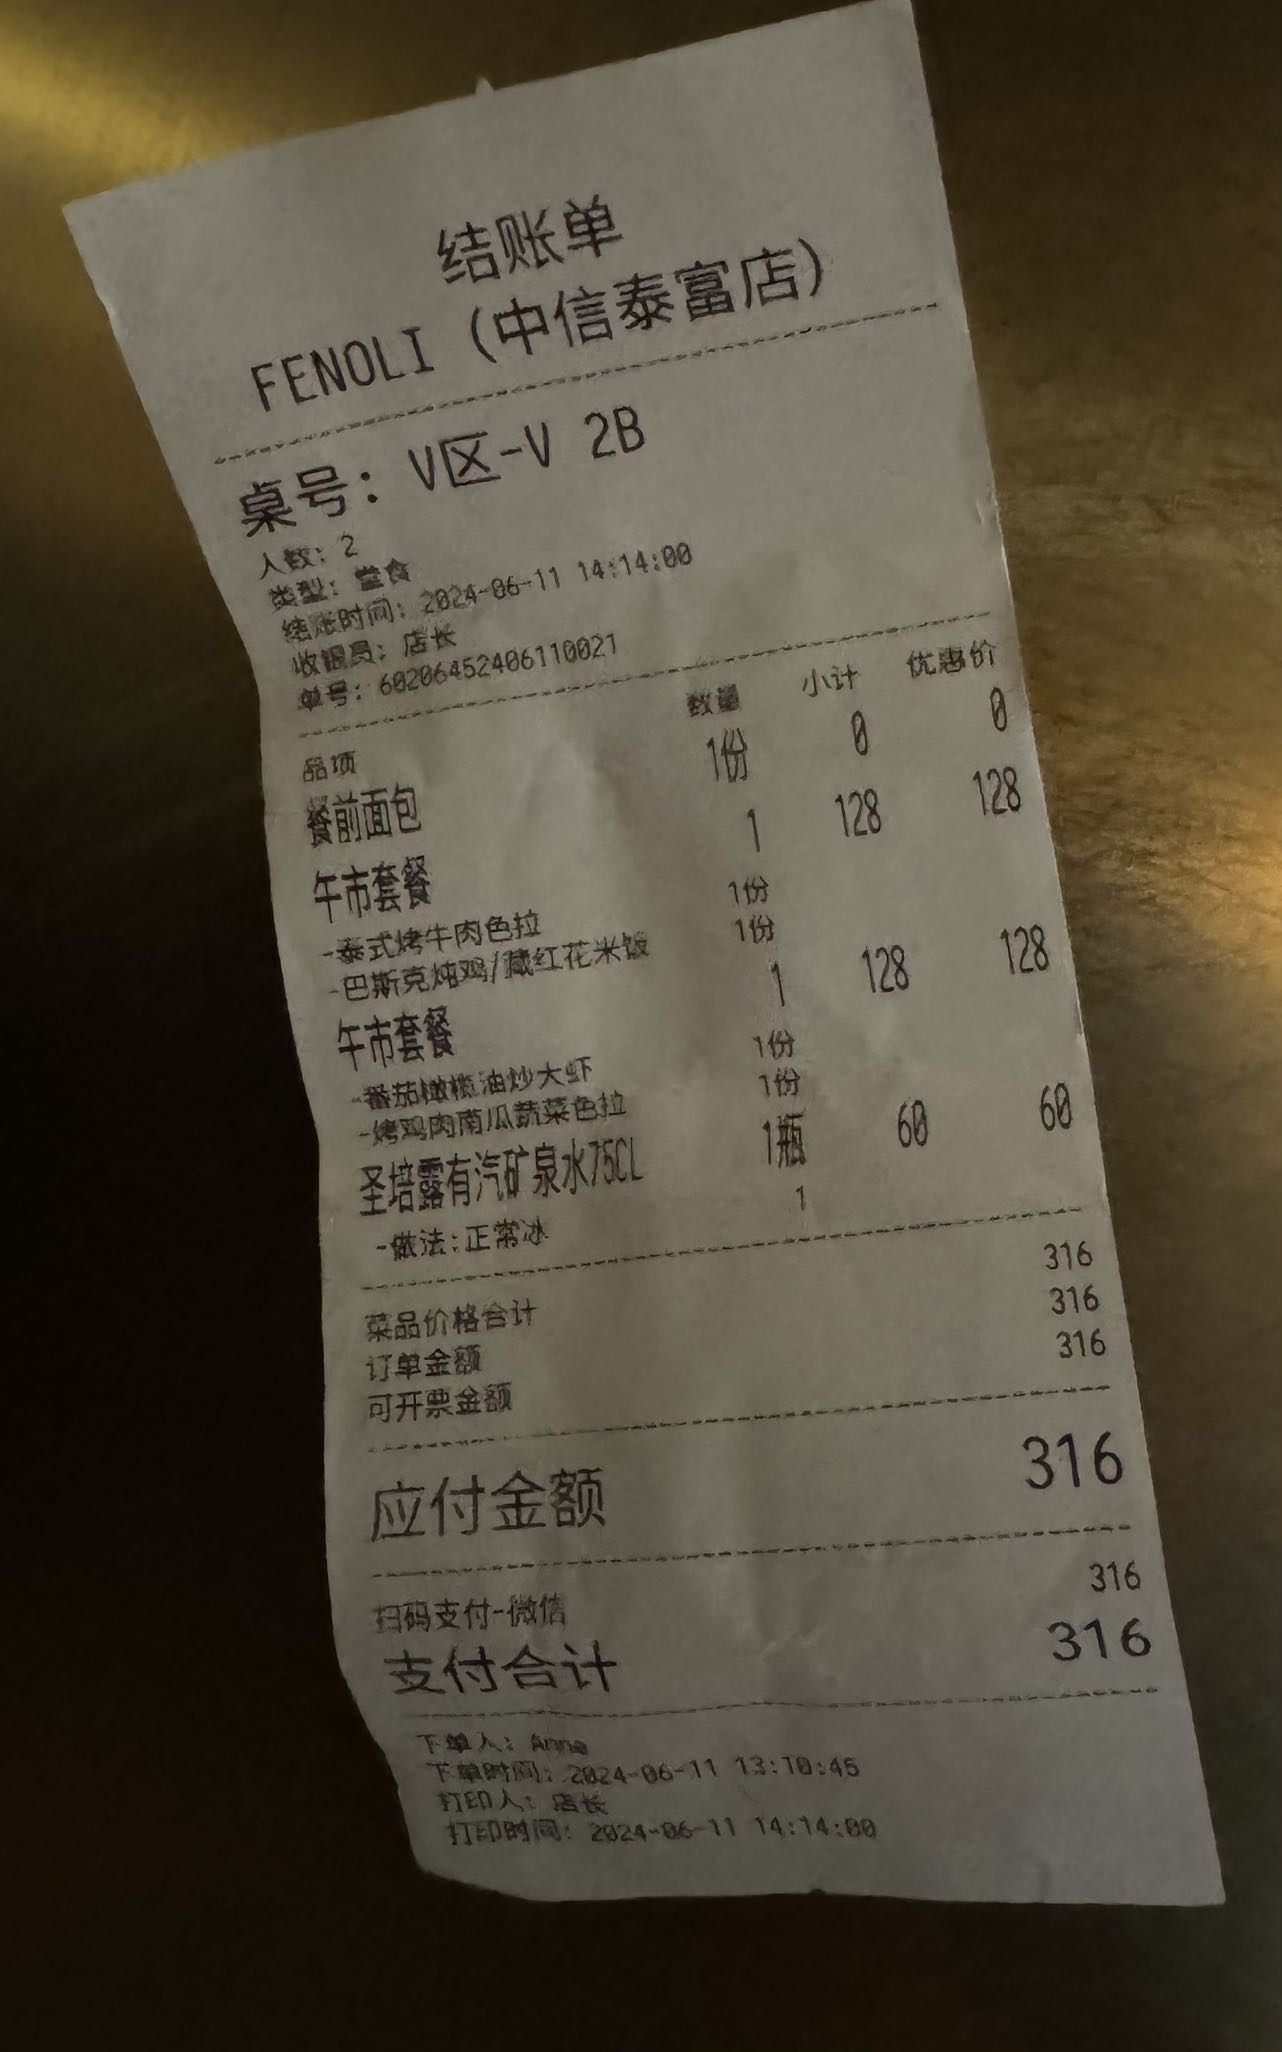 结账单
FENOLI (中信泰富店)
桌号: V区-V 2B
人数: 2
类型: 堂食
结账时间: 2024-06-11 14:14:00
收银员: 店长
单号: 60206452406110021
品项 数量 小计 优惠价
餐前面包 1份 0 0
午市套餐 1 128 128
-泰式烤牛肉色拉 1份
-巴斯克炖鸡/藏红花米饭 1份
午市套餐 1 128 128
-番茄橄榄油炒大虾 1份
-烤鸡肉南瓜蔬菜色拉 1份
圣培露有汽矿泉水75CL 1瓶 60 60
-做法:正常冰 1
菜品价格合计 316
订单金额 316
可开票金额 316
应付金额 316
扫码支付-微信 316
支付合计 316
下单人: Anna
下单时间: 2024-06-11 13:10:45
打印人: 店长
打印时间: 2024-06-11 14:14:00